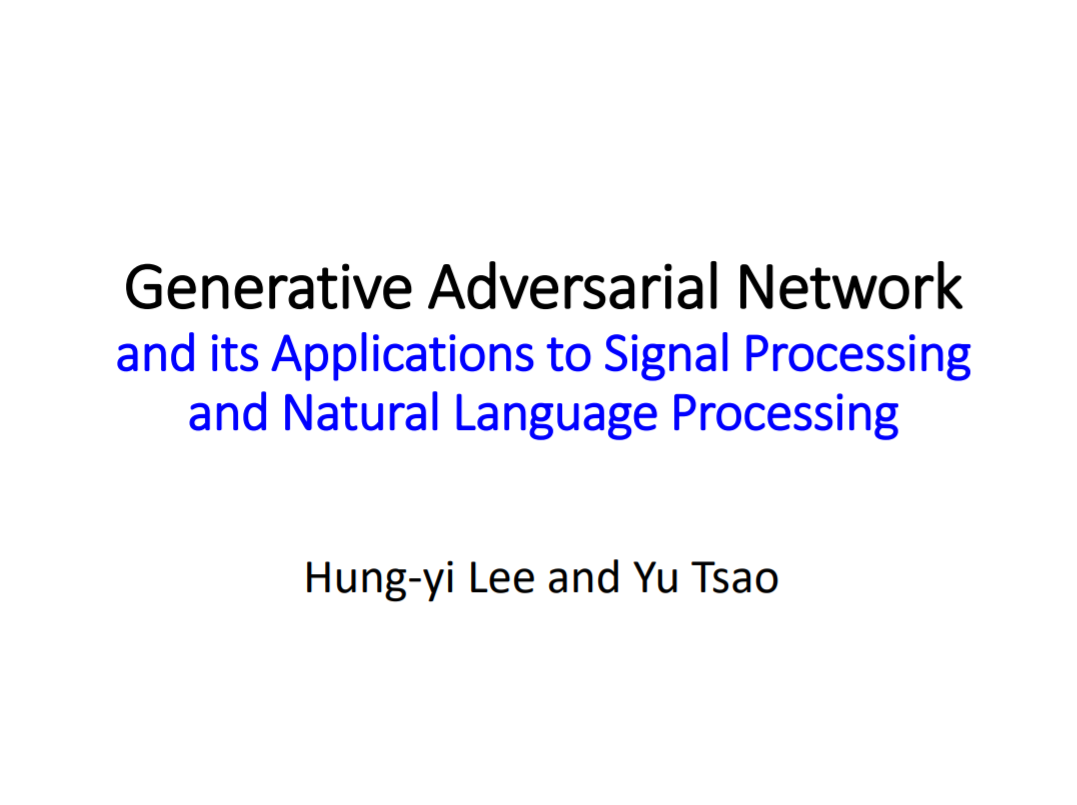 Generative Adversarial Network
and its Applications to Signal Processing
and Natural Language Processing
Hung-yi Lee and Yu Tsao